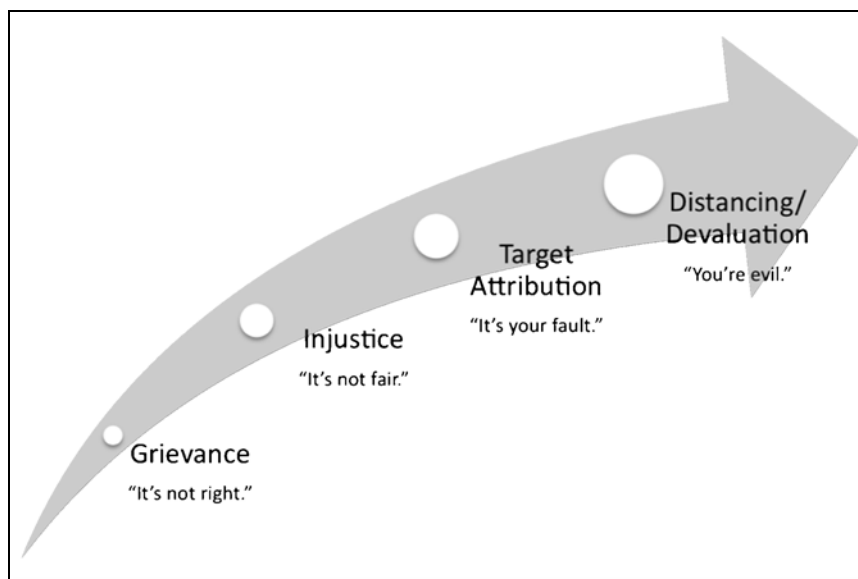 Grievance
“It’s not right.”
Injustice
“It’s not fair.”
Target
Attribution
“It’s your fault.”
Distancing/
Devaluation
“You’re evil.”